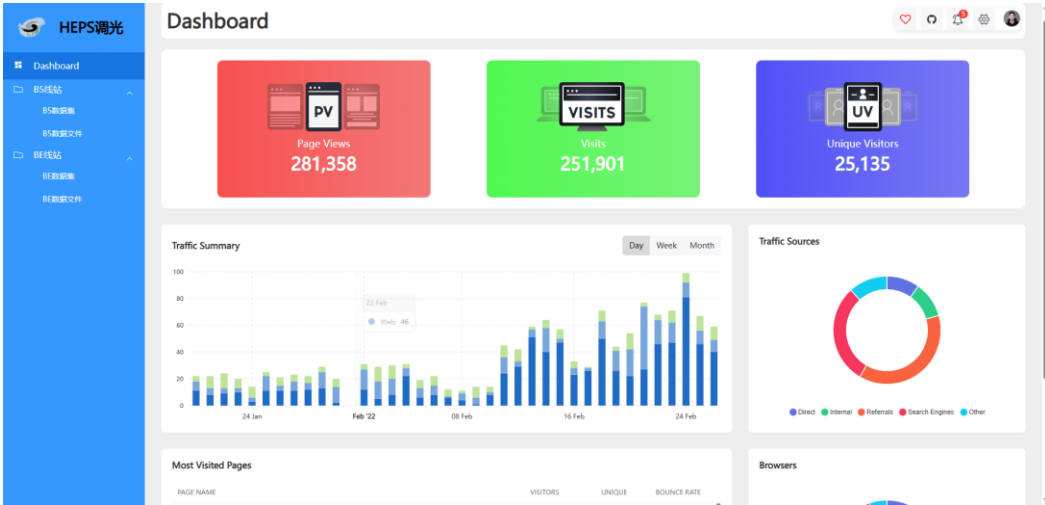 HEPS调光
Dashboard
5
Dashboard
BS线站
BS数据集
BS数据文件
BE线站
BE数据集
BE数据文件
PV
Page Views
281,358
VISITS
Visits
251,901
UV
Unique Visitors
25,135
Traffic Summary
Day Week Month
100
80
60
40
20
0
22 Feb
Web: 46
24 Jan Feb '22 08 Feb 16 Feb 24 Feb
Traffic Sources
Direct Internal Referrals Search Engines Other
Most Visited Pages
PAGE NAME VISITORS UNIQUE BOUNCE RATE
Browsers